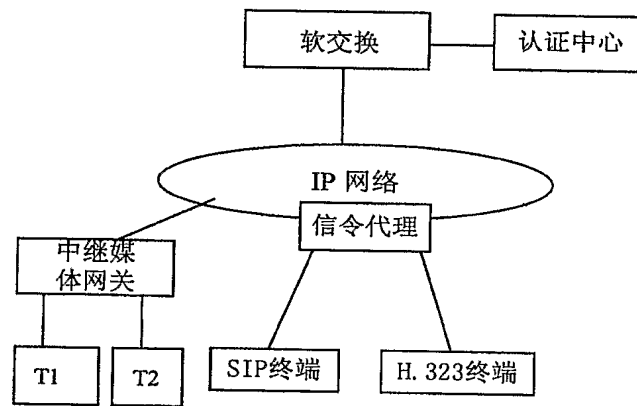 软交换
认证中心
IP 网络
信令代理
中继媒
体网关
T1
T2
SIP终端
H.323终端